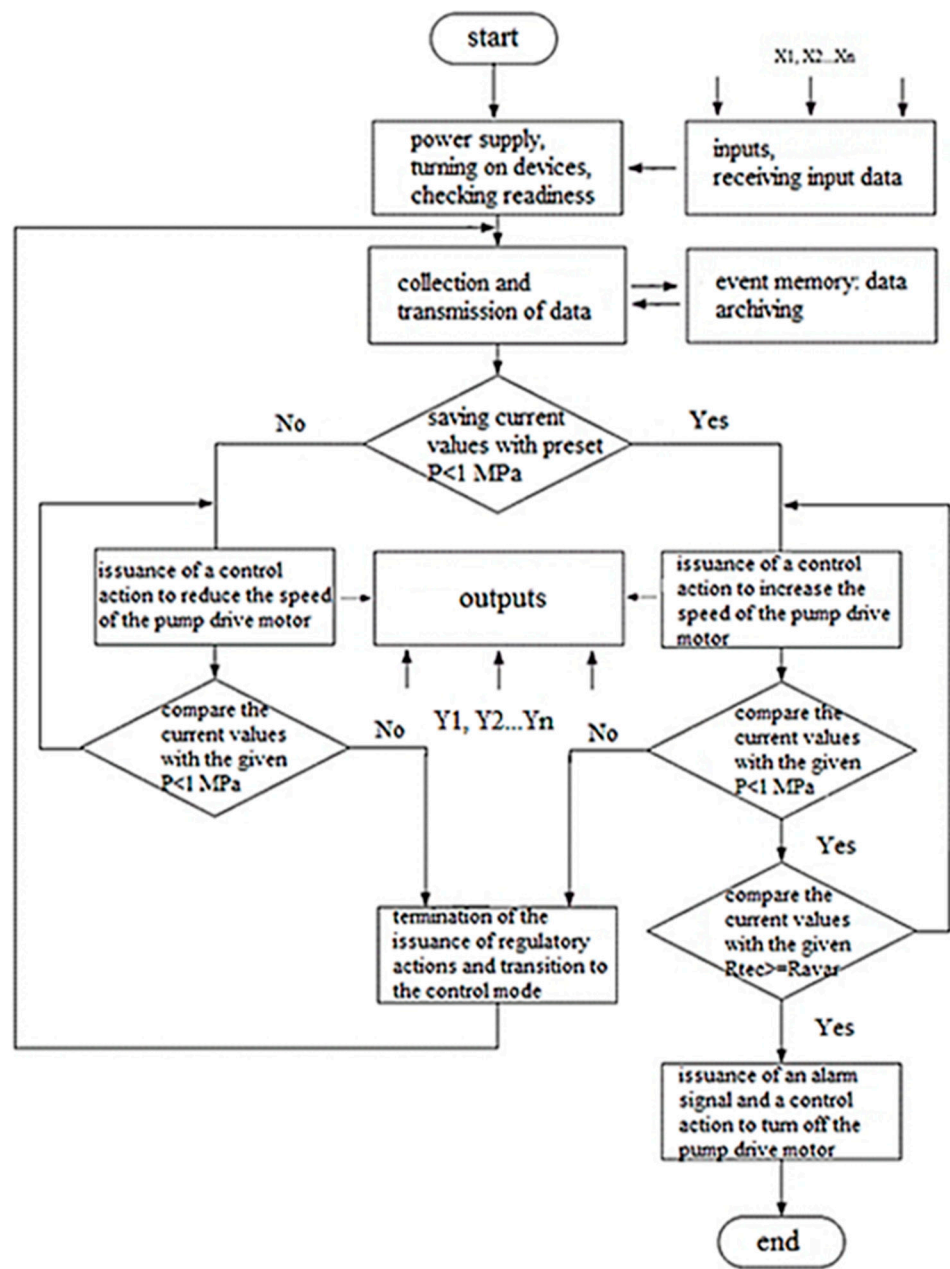 start
X1, X2...Xn
power supply,
turning on devices,
checking readiness
inputs,
receiving input data
collection and
transmission of data
event memory: data
archiving
No
saving current
values with preset
P<1 MPa
Yes
issuance of a control
action to reduce the speed
of the pump drive motor
outputs
issuance of a control
action to increase the
speed of the pump drive
motor
compare the
current values
with the given
P<1 MPa
No
Y1, Y2...Yn
No
compare the
current values
with the given
P<1 MPa
Yes
termination of the
issuance of regulatory
actions and transition to
the control mode
compare the
current values
with the given
Rtec>=Ravar
Yes
issuance of an alarm
signal and a control
action to turn off the
pump drive motor
end